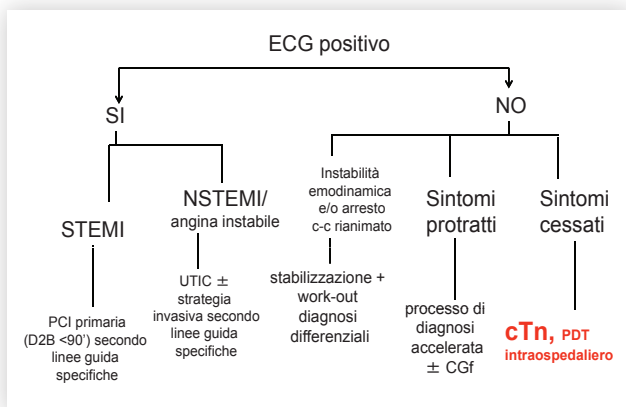 ECG positivo
SI
NO
STEMI
NSTEMI/
angina instabile
Instabilità
emodinamica
e/o arresto
c-c rianimato
Sintomi
protratti
Sintomi
cessati
PCI primaria
(D2B <90’) secondo
linee guida
specifiche
UTIC ±
strategia
invasiva secondo
linee guida
specifiche
stabilizzazione +
work-out
diagnosi
differenziali
processo di
diagnosi
accelerata
± CGf
cTn, PDT
intraospedaliero